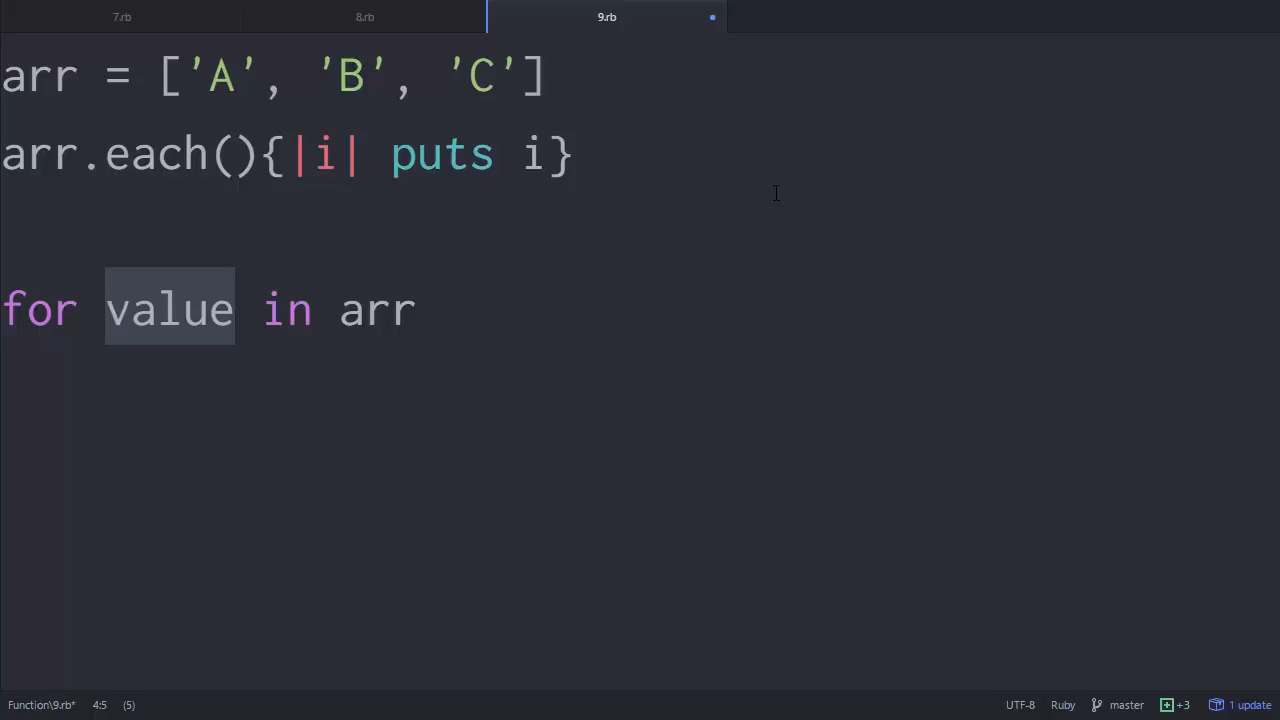 7.rb 8.rb 9.rb
arr = ['A', 'B', 'C']
arr.each(){|i| puts i}
for value in arr
Function\9.rb* 4:5 (5) UTF-8 Ruby master +3 1 update